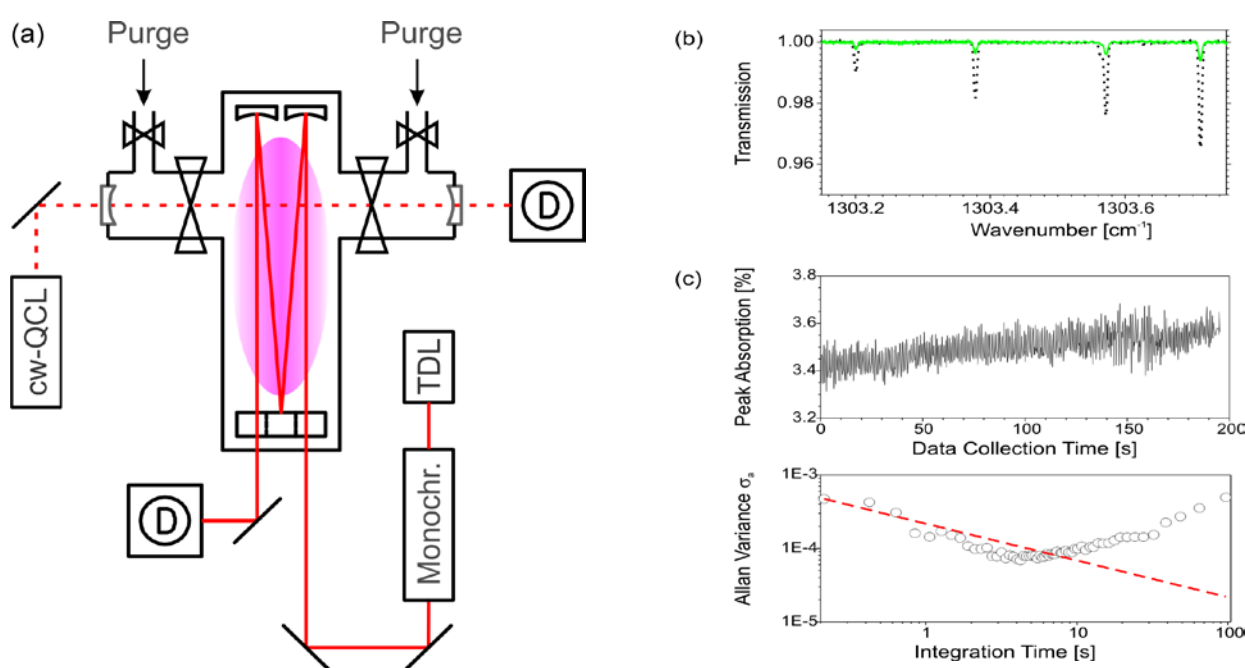 (a)
Purge
Purge
D
cw-QCL
TDL
Monochr.
D
(b)
Transmission
1.00
0.98
0.96
1303.2
1303.4
1303.6
Wavenumber [cm⁻¹]
(c)
Peak Absorption [%]
3.8
3.6
3.4
3.2
0
50
100
150
200
Data Collection Time [s]
Allan Variance σₐ
1E-3
1E-4
1E-5
1
10
100
Integration Time [s]